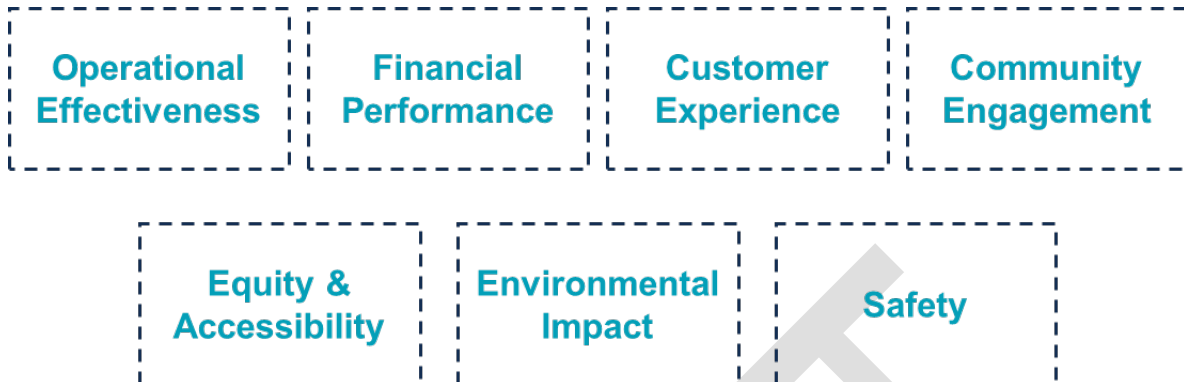 Operational
Effectiveness
Financial
Performance
Customer
Experience
Community
Engagement
Equity &
Accessibility
Environmental
Impact
Safety